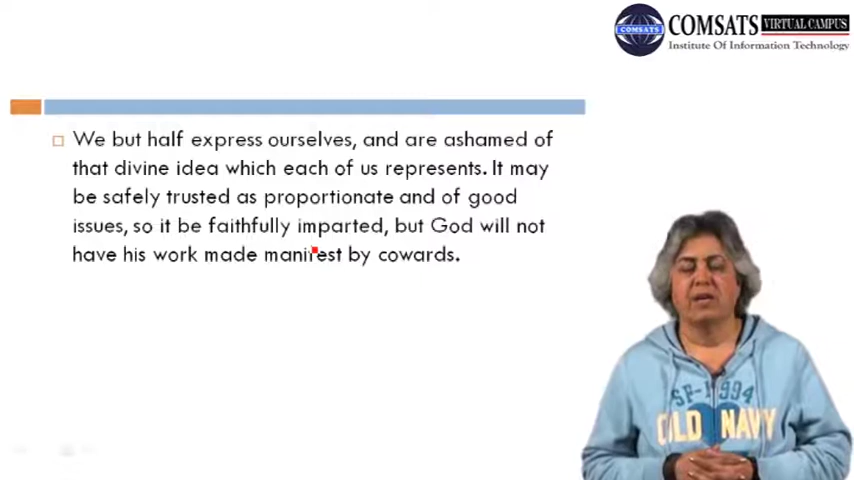 COMSATS
COMSATS VIRTUAL CAMPUS
Institute Of Information Technology
We but half express ourselves, and are ashamed of
that divine idea which each of us represents. It may
be safely trusted as proportionate and of good
issues, so it be faithfully imparted, but God will not
have his work made manifest by cowards.
SF-1994
OLD NAVY